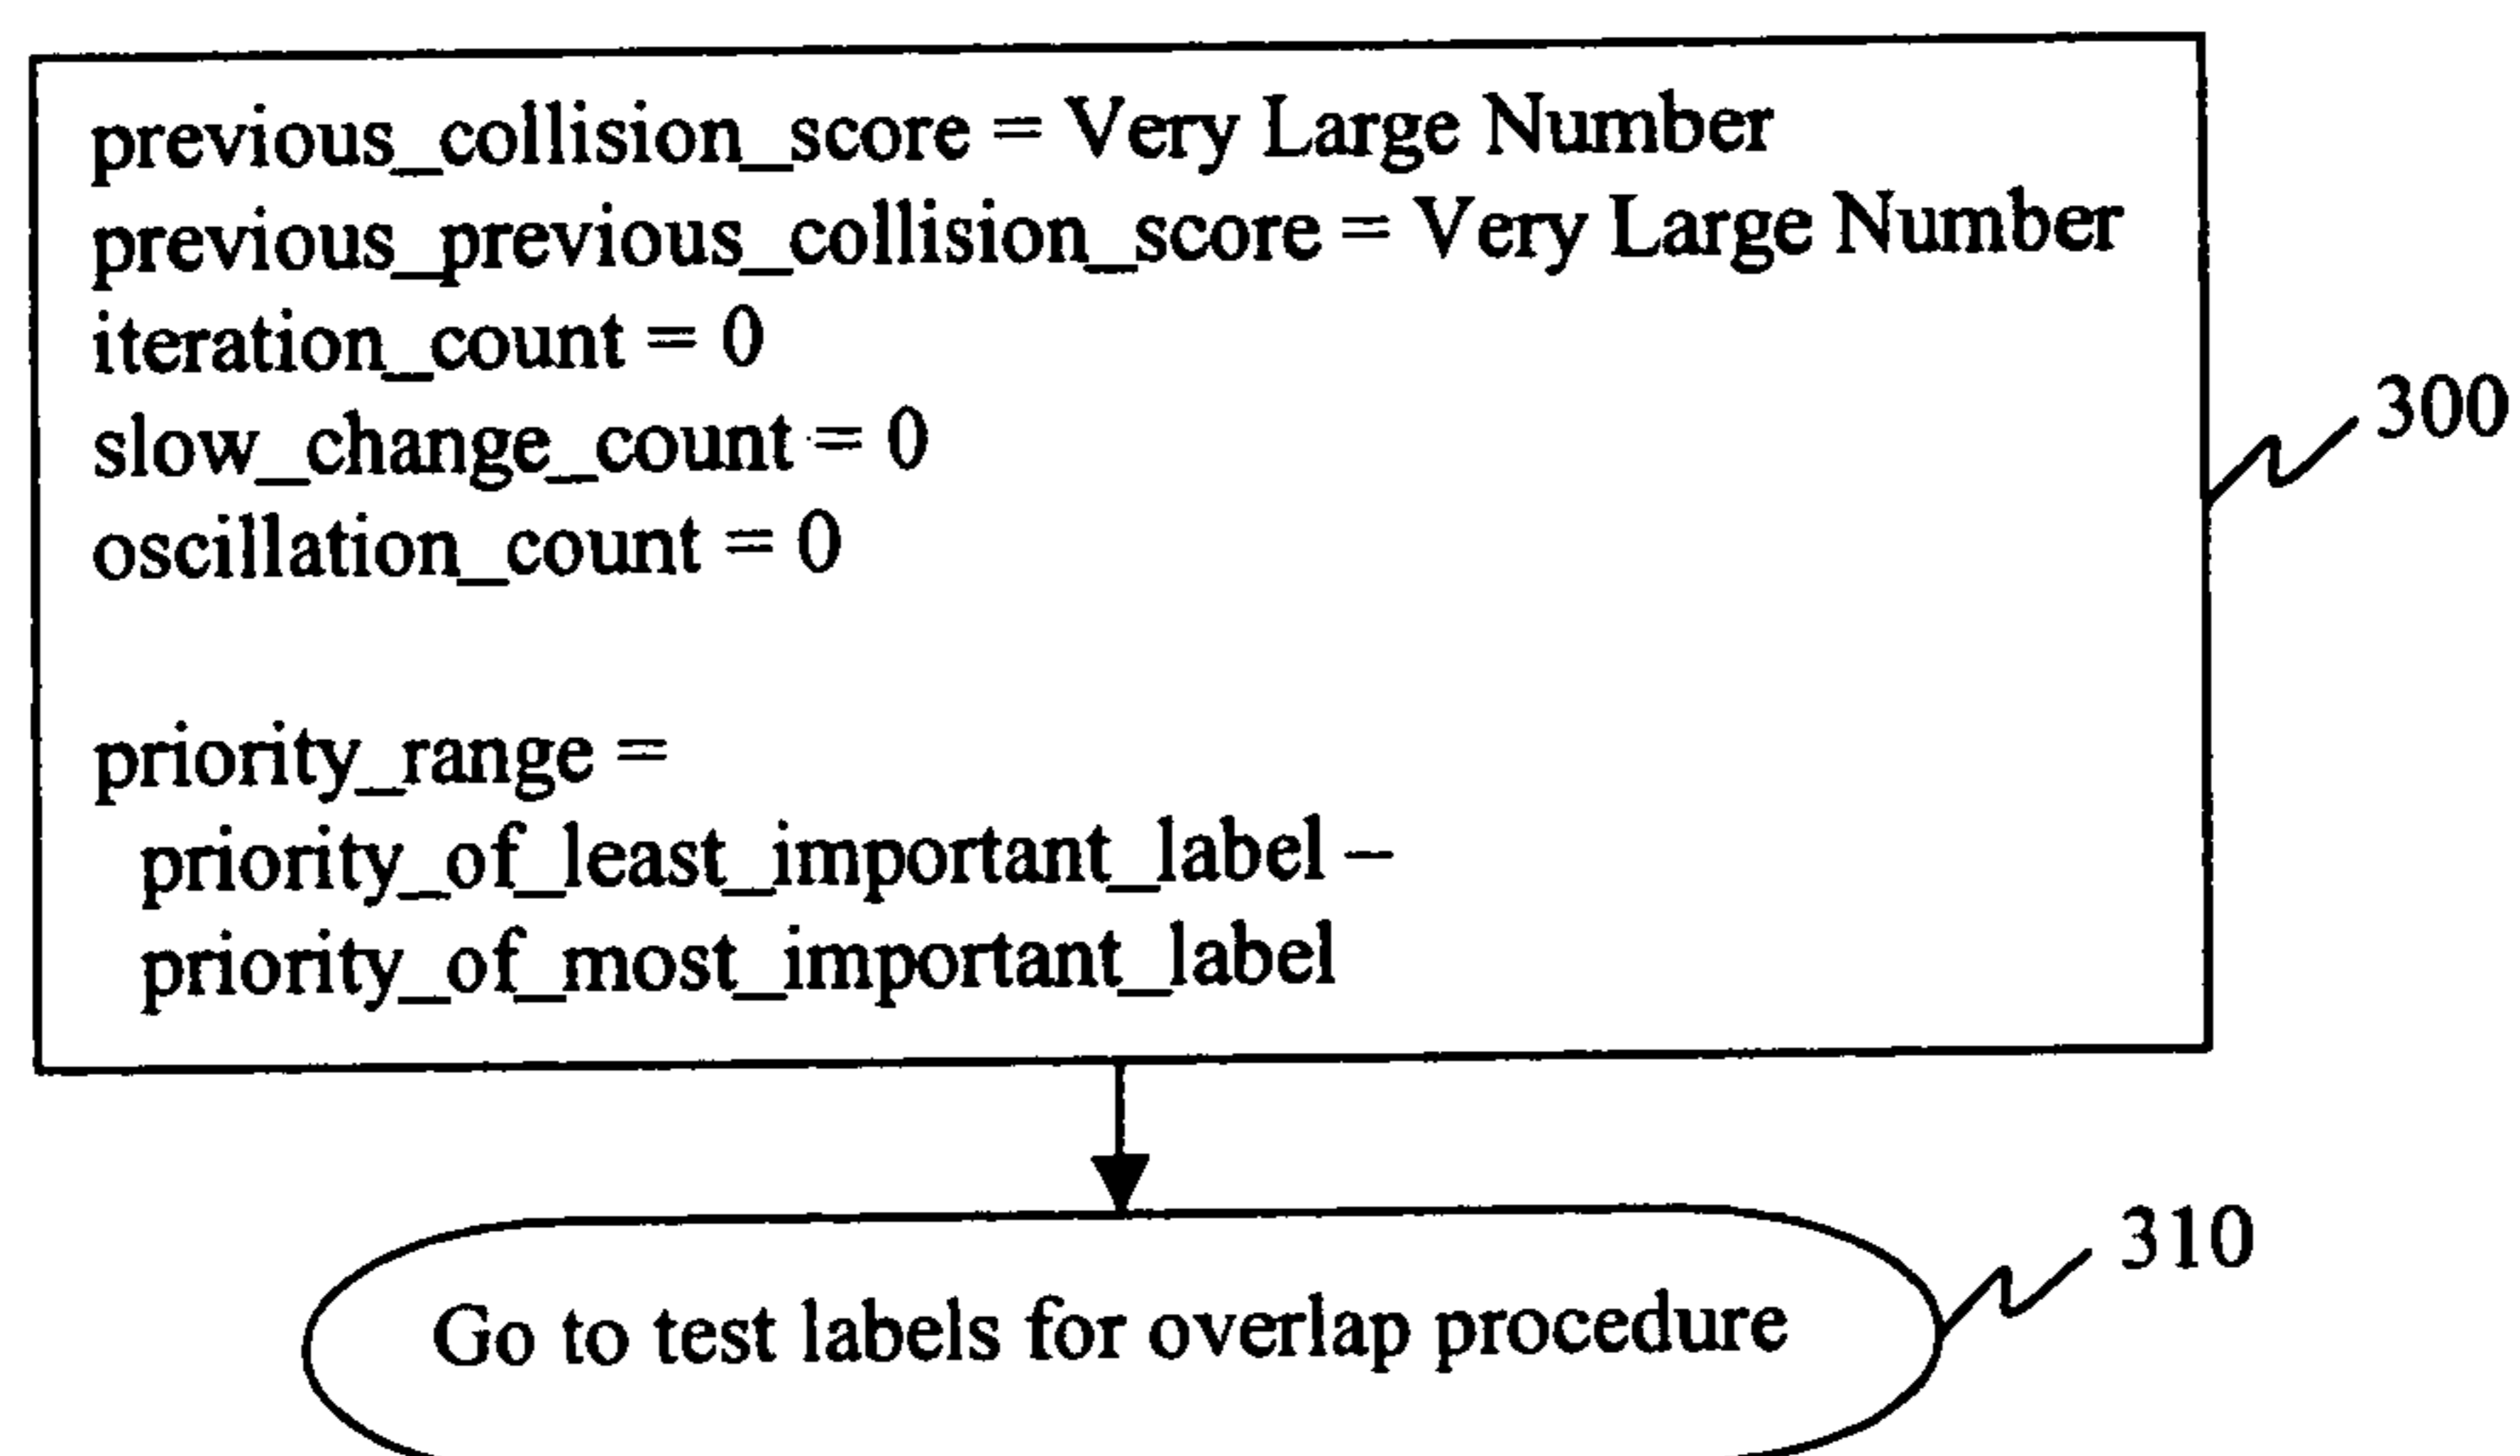 previous_collision_score = Very Large Number
previous_previous_collision_score = Very Large Number
iteration_count = 0
slow_change_count = 0
oscillation_count = 0
300
priority_range =
priority_of_least_important_label –
priority_of_most_important_label
310
Go to test labels for overlap procedure